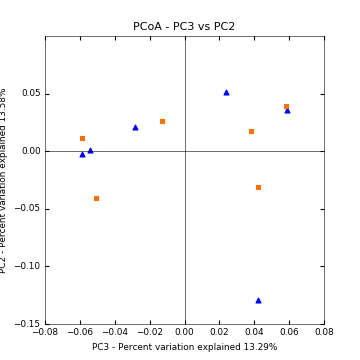 PCoA - PC3 vs PC2
PC2 - Percent variation explained 13.58%
0.05
0.00
−0.05
−0.10
−0.15
−0.08 −0.06 −0.04 −0.02 0.00 0.02 0.04 0.06 0.08
PC3 - Percent variation explained 13.29%